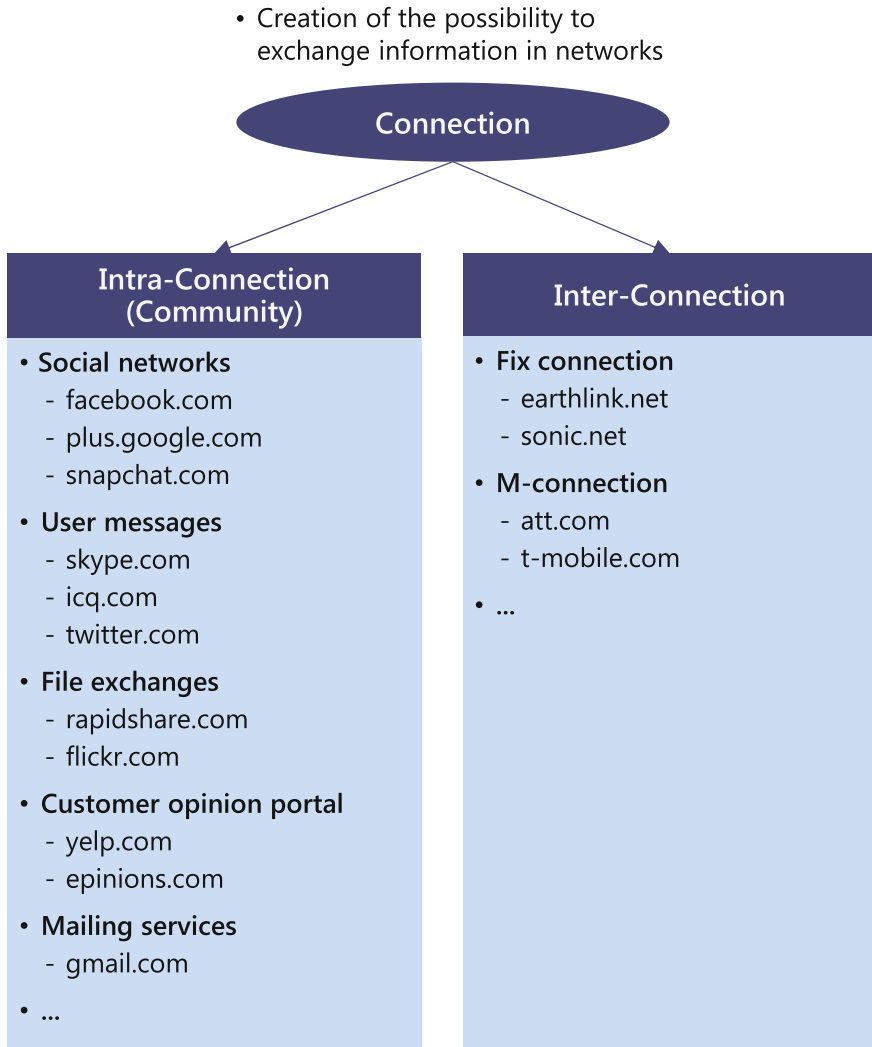 • Creation of the possibility to
exchange information in networks
Connection
Intra-Connection
(Community)
• Social networks
- facebook.com
- plus.google.com
- snapchat.com
• User messages
- skype.com
- icq.com
- twitter.com
• File exchanges
- rapidshare.com
- flickr.com
• Customer opinion portal
- yelp.com
- epinions.com
• Mailing services
- gmail.com
• ...
Inter-Connection
• Fix connection
- earthlink.net
- sonic.net
• M-connection
- att.com
- t-mobile.com
• ...